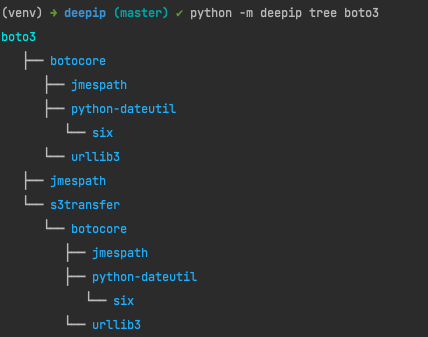 (venv) ➜ deepip (master) ✔ python -m deepip tree boto3
boto3
├── botocore
│   ├── jmespath
│   ├── python-dateutil
│   │   └── six
│   └── urllib3
├── jmespath
└── s3transfer
    └── botocore
        ├── jmespath
        ├── python-dateutil
        │   └── six
        └── urllib3